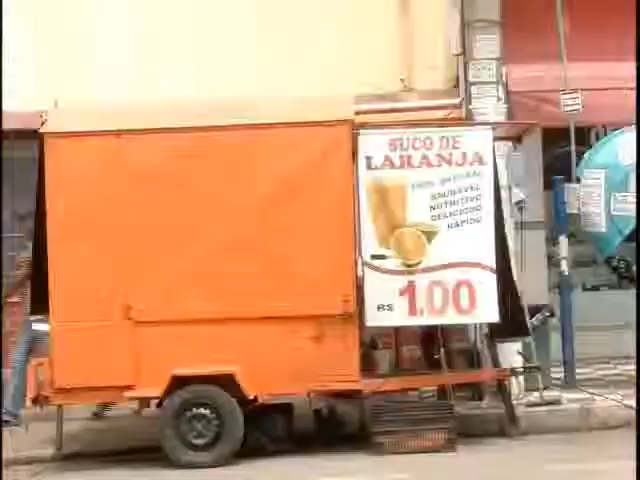 SUCO DE
LARANJA
100% NATURAL
SAUDÁVEL
NUTRITIVO
DELICIOSO
RÁPIDO
R$ 1,00